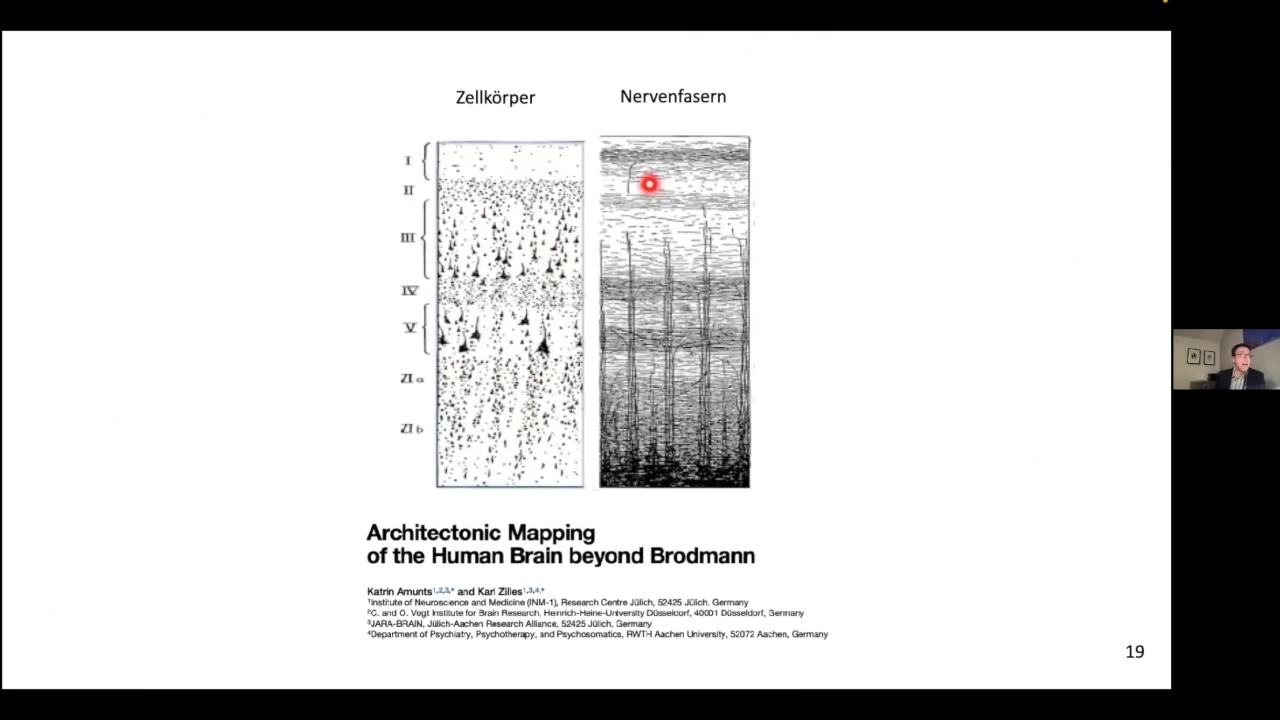 Zellkörper
Nervenfasern
I
II
III
IV
V
VI a
VI b
Architectonic Mapping
of the Human Brain beyond Brodmann
Katrin Amunts1,2,3,* and Karl Zilles1,3,4,*
1Institute of Neuroscience and Medicine (INM-1), Research Centre Jülich, 52425 Jülich, Germany
2C. and O. Vogt Institute for Brain Research, Heinrich-Heine-University Düsseldorf, 40001 Düsseldorf, Germany
3JARA-BRAIN, Jülich-Aachen Research Alliance, 52425 Jülich, Germany
4Department of Psychiatry, Psychotherapy, and Psychosomatics, RWTH Aachen University, 52072 Aachen, Germany
19